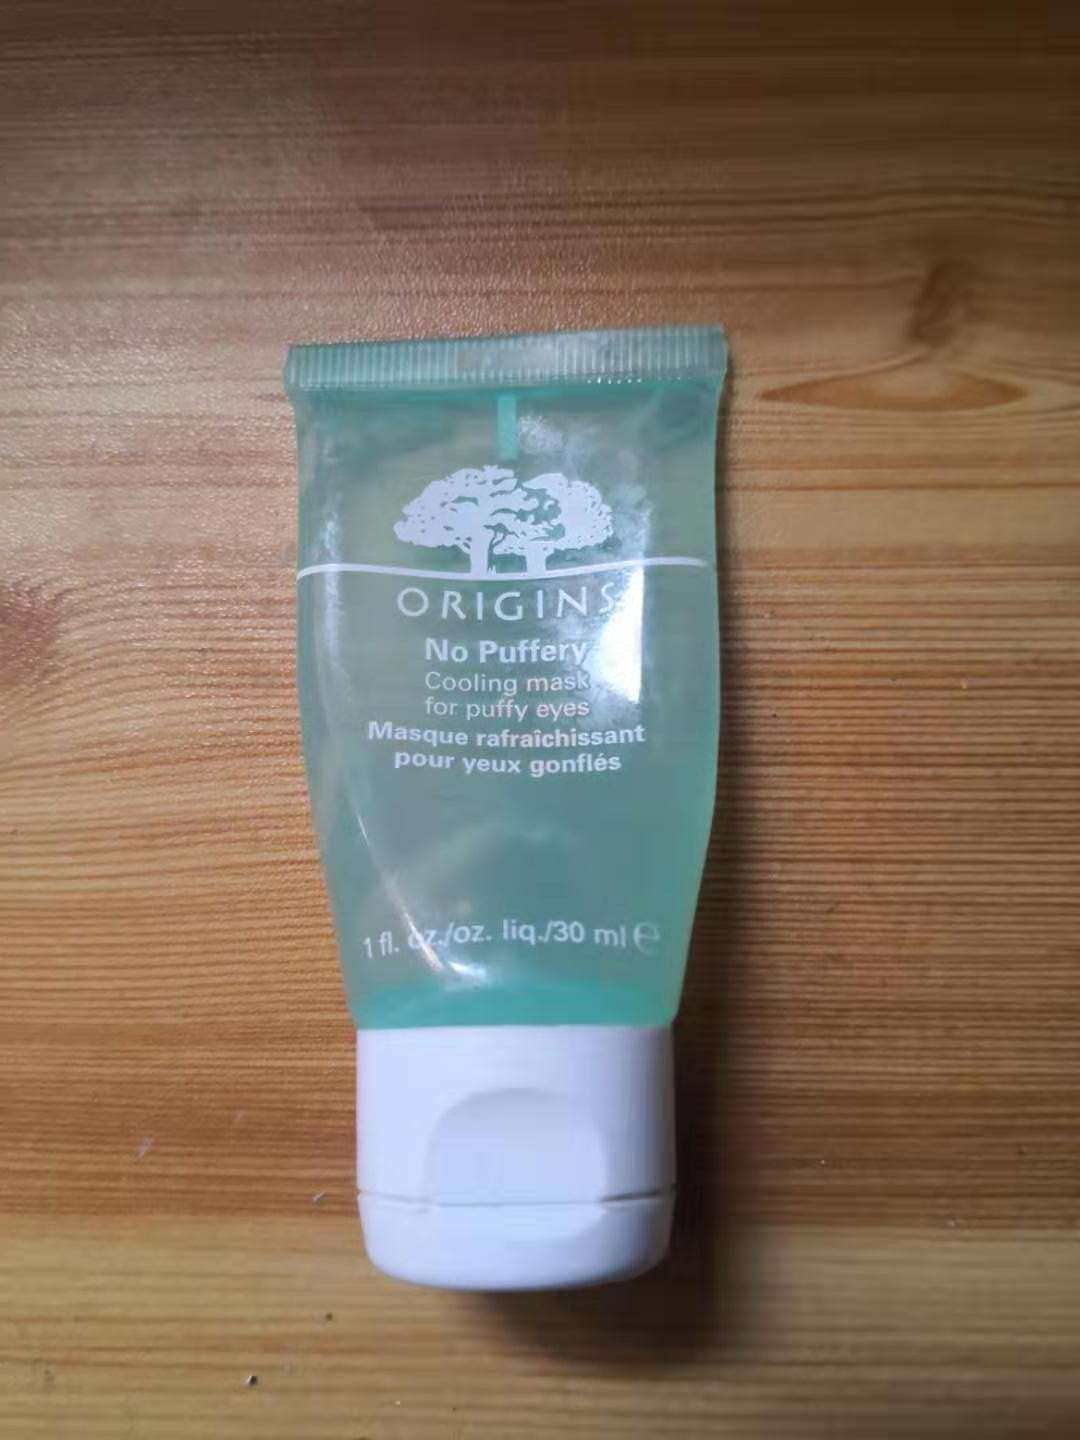 ORIGINS
No Puffery
Cooling mask
for puffy eyes
Masque rafraîchissant
pour yeux gonflés
1 fl. oz./oz. liq./30 ml ℮